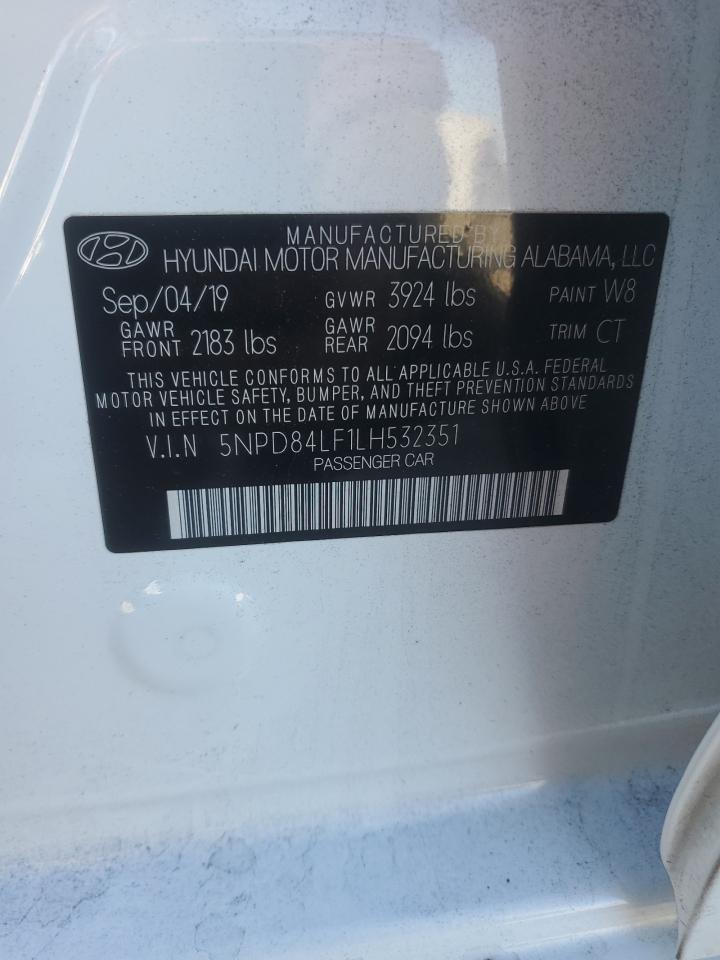 MANUFACTURED BY
HYUNDAI MOTOR MANUFACTURING ALABAMA, LLC
Sep/04/19 GVWR 3924 lbs PAINT W8
GAWR FRONT 2183 lbs GAWR REAR 2094 lbs TRIM CT
THIS VEHICLE CONFORMS TO ALL APPLICABLE U.S.A. FEDERAL
MOTOR VEHICLE SAFETY, BUMPER, AND THEFT PREVENTION STANDARDS
IN EFFECT ON THE DATE OF MANUFACTURE SHOWN ABOVE
V.I.N 5NPD84LF1LH532351
PASSENGER CAR